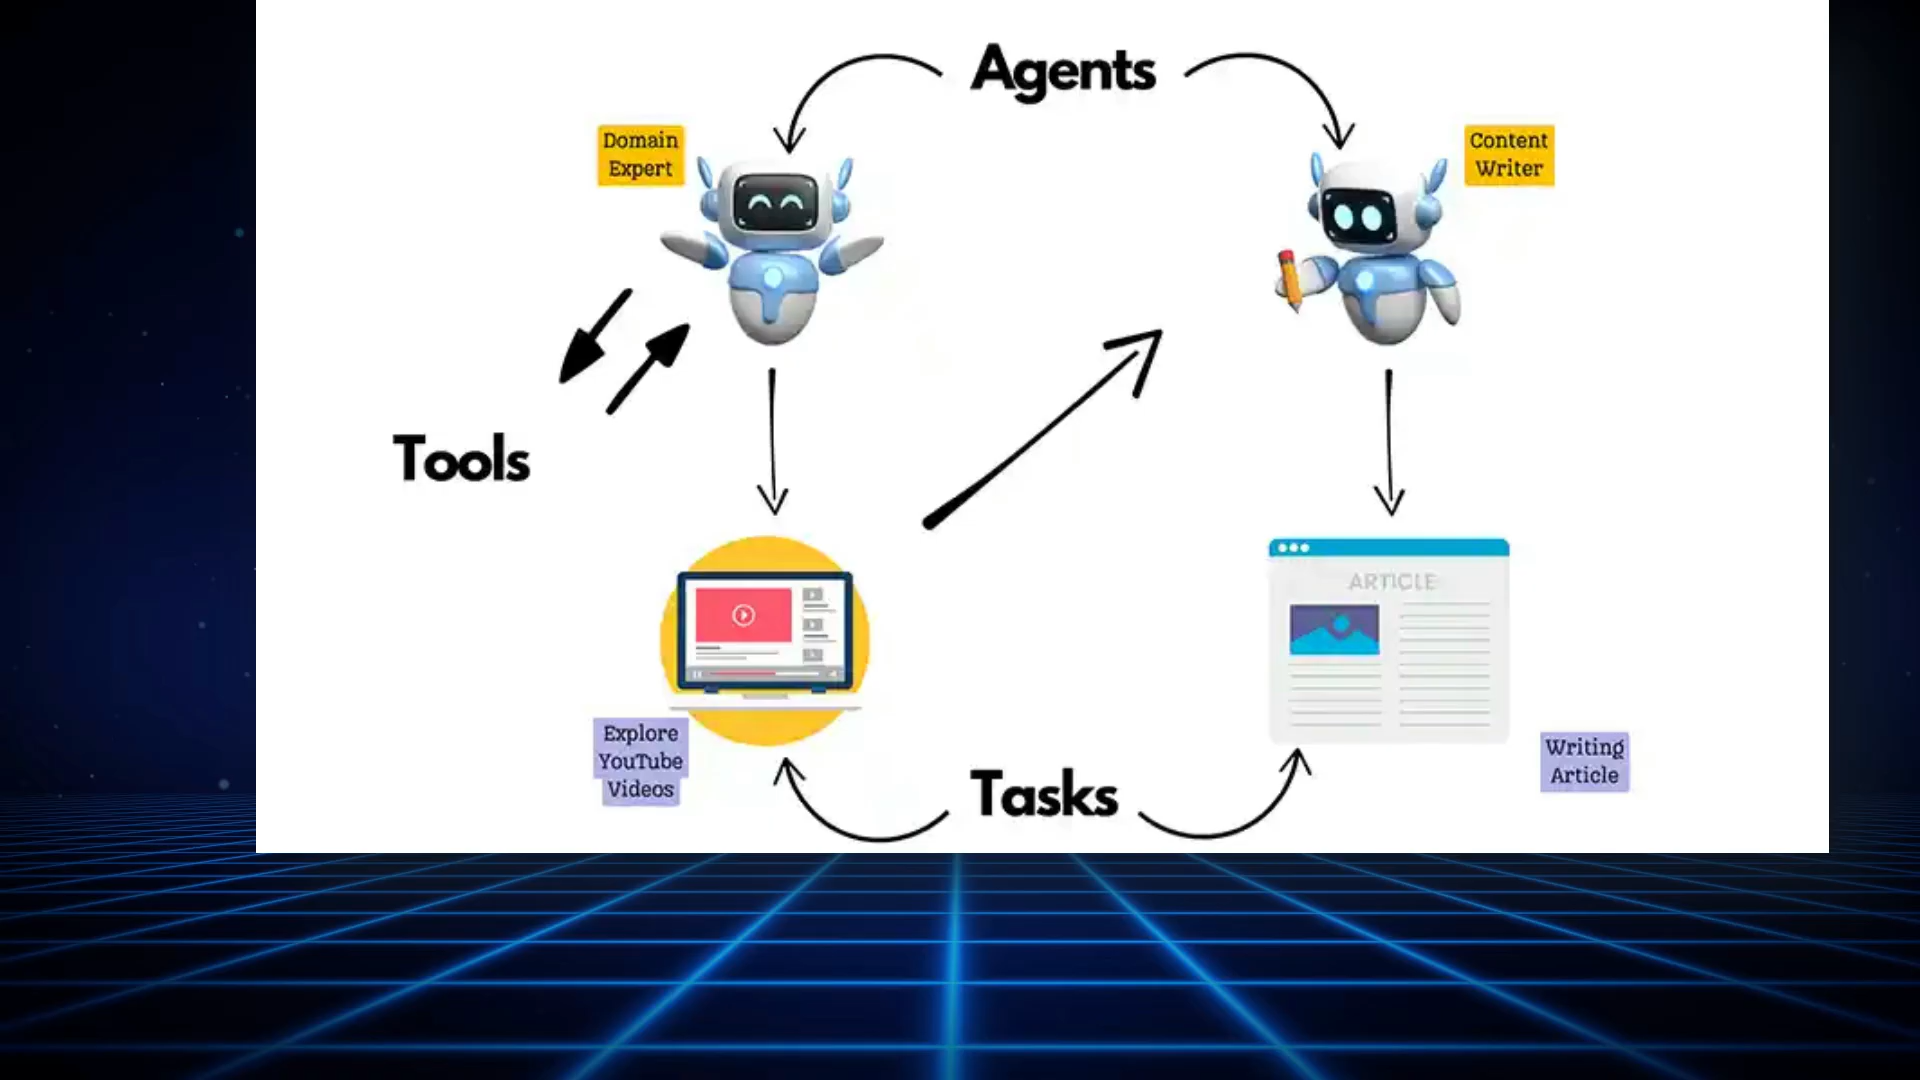 Agents
Domain
Expert
Content
Writer
Tools
ARTICLE
Explore
YouTube
Videos
Writing
Article
Tasks